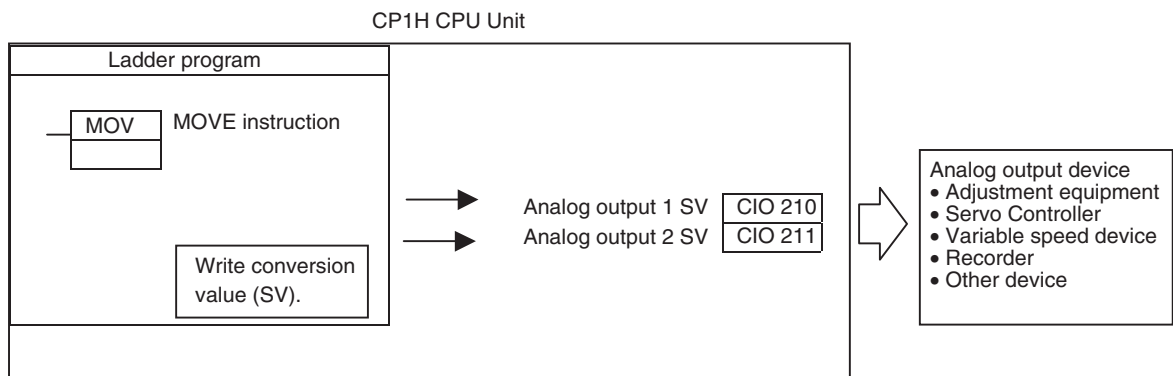 CP1H CPU Unit
Ladder program
MOV
MOVE instruction
Write conversion
value (SV).
Analog output 1 SV CIO 210
Analog output 2 SV CIO 211
Analog output device
• Adjustment equipment
• Servo Controller
• Variable speed device
• Recorder
• Other device